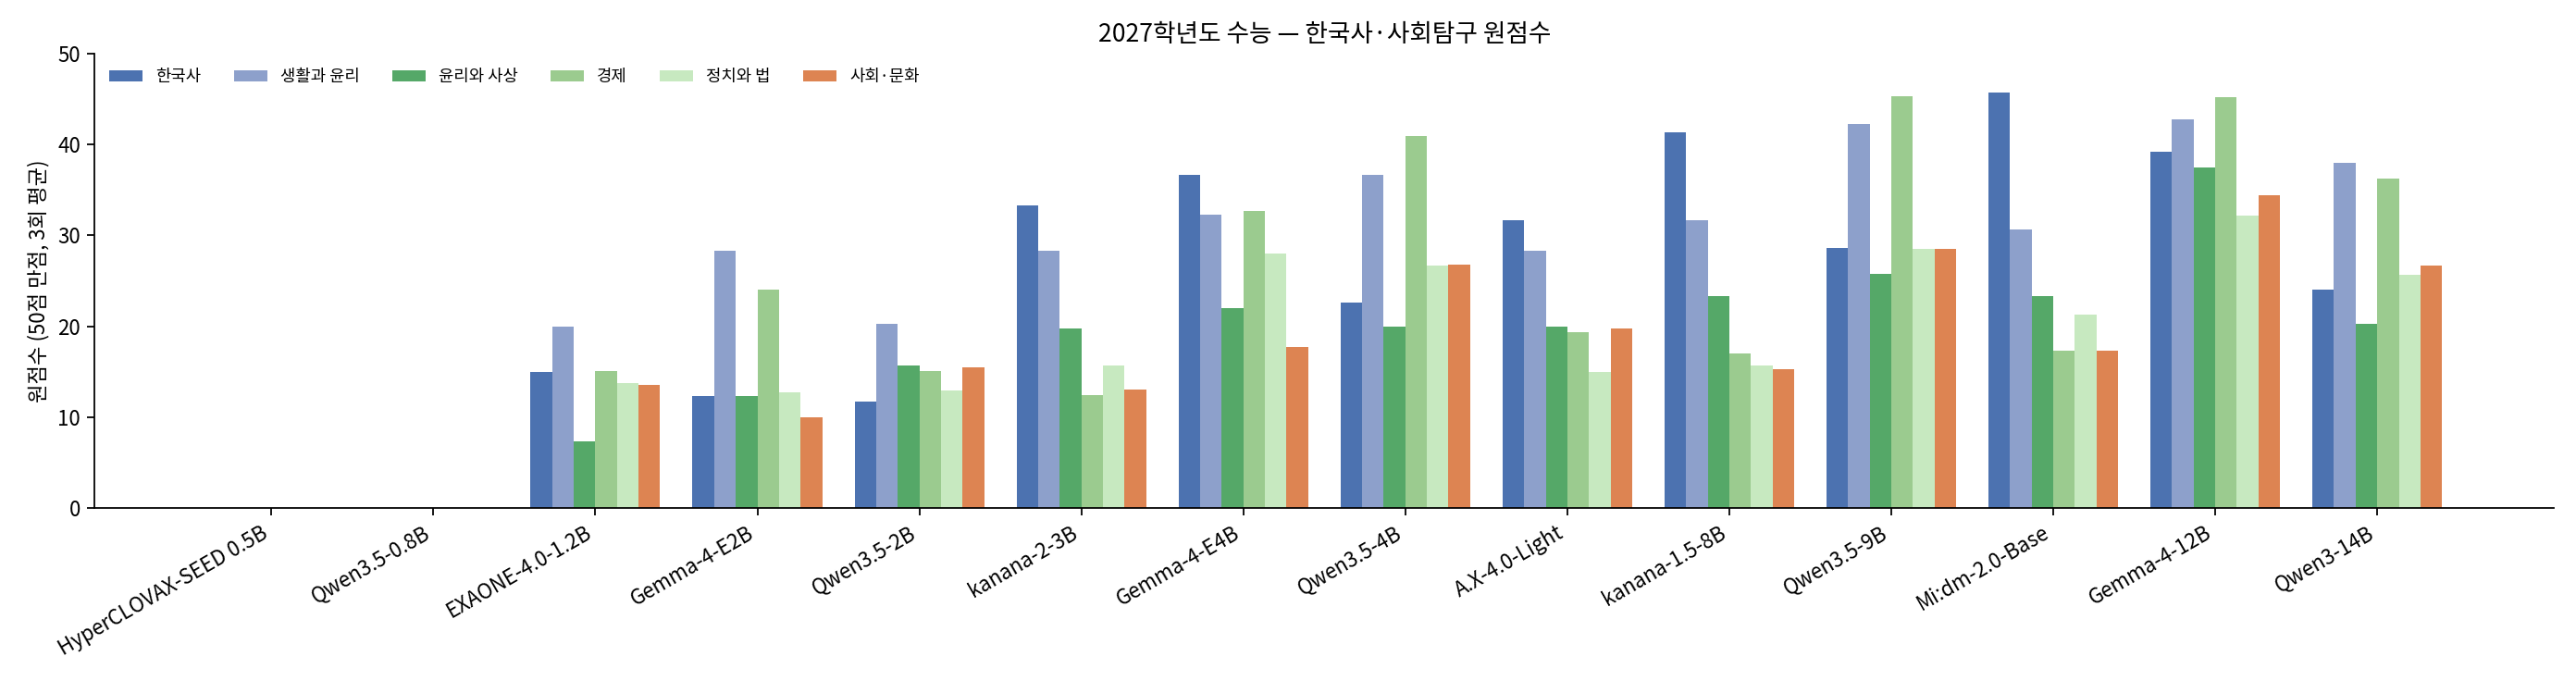 2027학년도 수능 — 한국사·사회탐구 원점수
원점수 (50점 만점, 3회 평균)
50
40
30
20
10
0
한국사 생활과 윤리 윤리와 사상 경제 정치와 법 사회·문화
HyperCLOVAX-SEED 0.5B
Qwen3.5-0.8B
EXAONE-4.0-1.2B
Gemma-4-E2B
Qwen3.5-2B
kanana-2-3B
Gemma-4-E4B
Qwen3.5-4B
A.X-4.0-Light
kanana-1.5-8B
Qwen3.5-9B
Mi:dm-2.0-Base
Gemma-4-12B
Qwen3-14B